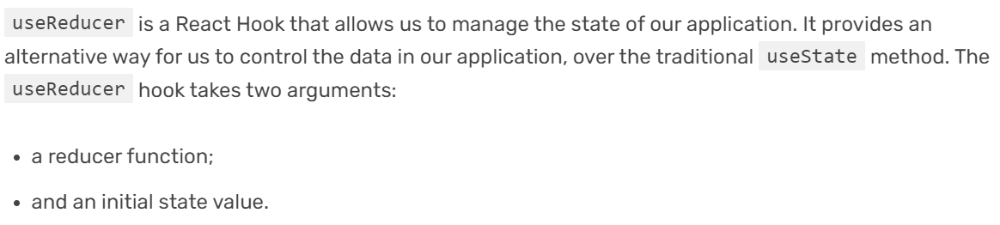 useReducer is a React Hook that allows us to manage the state of our application. It provides an
alternative way for us to control the data in our application, over the traditional useState method. The
useReducer hook takes two arguments:
• a reducer function;
• and an initial state value.